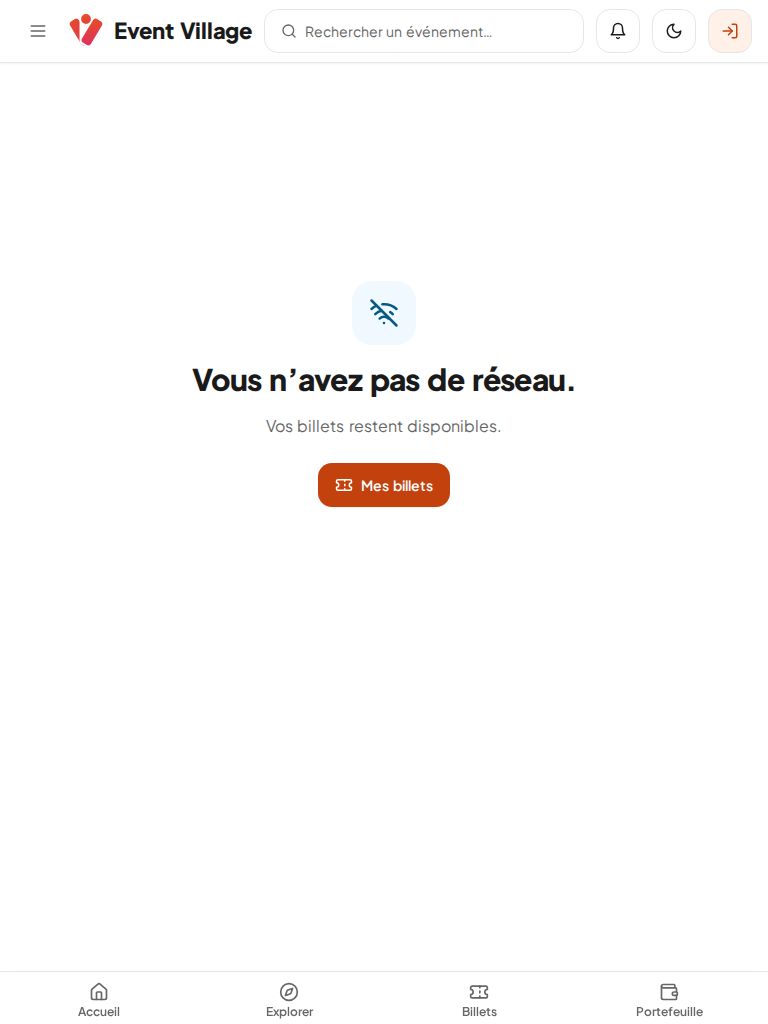 Event Village
Rechercher un événement...
Vous n’avez pas de réseau.
Vos billets restent disponibles.
Mes billets
Accueil
Explorer
Billets
Portefeuille